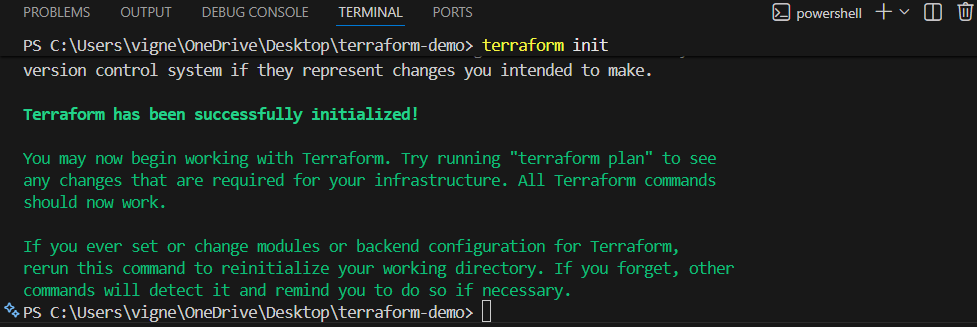 PROBLEMS OUTPUT DEBUG CONSOLE TERMINAL PORTS powershell
PS C:\Users\vigne\OneDrive\Desktop\terraform-demo> terraform init
version control system if they represent changes you intended to make.
Terraform has been successfully initialized!
You may now begin working with Terraform. Try running "terraform plan" to see
any changes that are required for your infrastructure. All Terraform commands
should now work.
If you ever set or change modules or backend configuration for Terraform,
rerun this command to reinitialize your working directory. If you forget, other
commands will detect it and remind you to do so if necessary.
PS C:\Users\vigne\OneDrive\Desktop\terraform-demo>